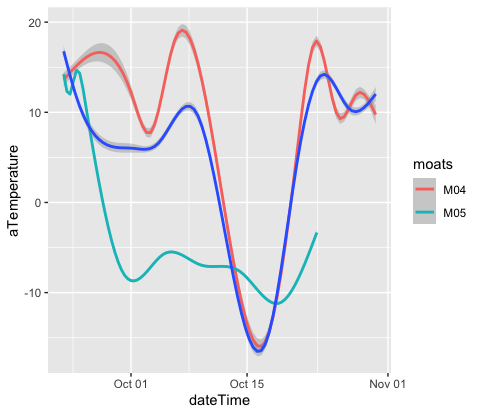 20
10
0
-10
aTemperature
Oct 01
Oct 15
Nov 01
dateTime
moats
M04
M05